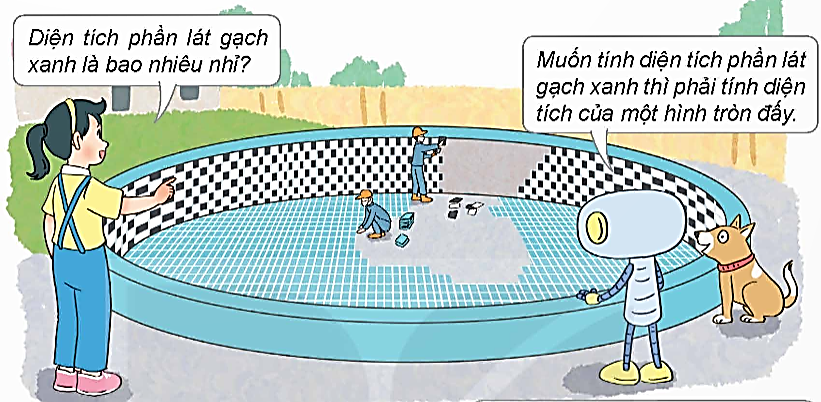 Diện tích phần lát gạch
xanh là bao nhiêu nhỉ?
Muốn tính diện tích phần lát
gạch xanh thì phải tính diện
tích của một hình tròn đấy.